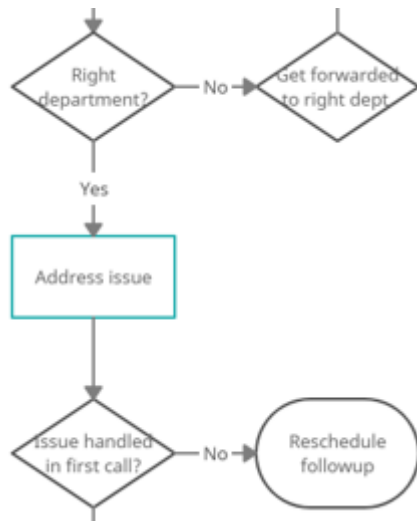 Right
department?
No
Get forwarded
to right dept
Yes
Address issue
Issue handled
in first call?
No
Reschedule
followup